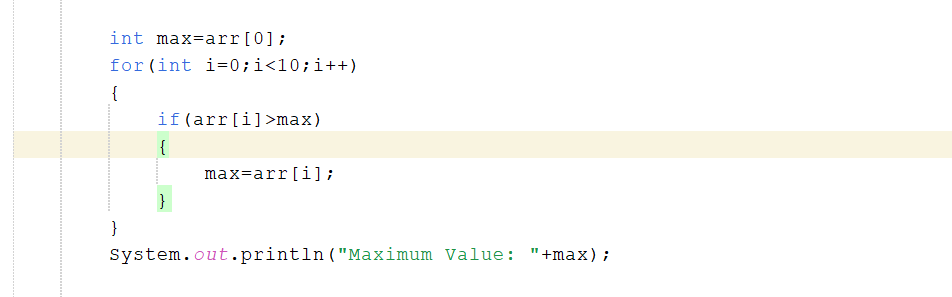 int max=arr[0];
for(int i=0;i<10;i++)
{
if(arr[i]>max)
{
max=arr[i];
}
}
System.out.println("Maximum Value: "+max);